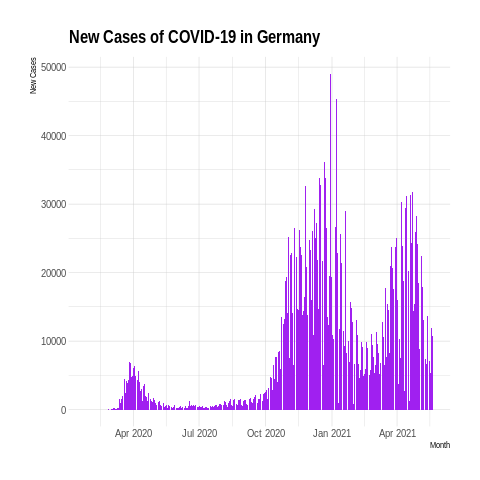 New Cases of COVID-19 in Germany
New Cases
50000
40000
30000
20000
10000
0
Apr 2020 Jul 2020 Oct 2020 Jan 2021 Apr 2021
Month